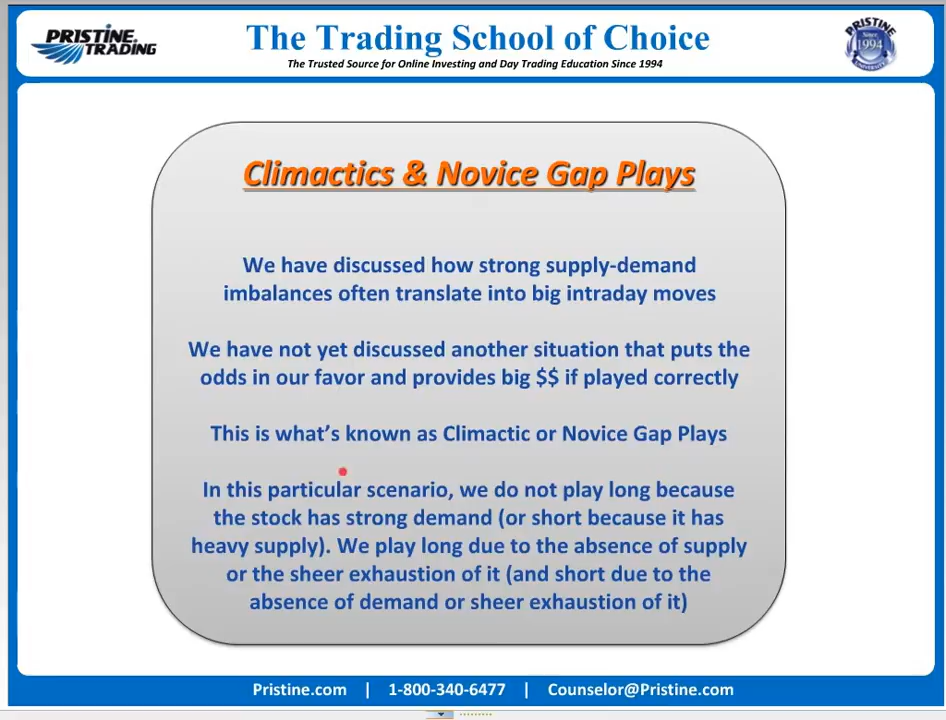 PRISTINE.
TRADING
The Trading School of Choice
The Trusted Source for Online Investing and Day Trading Education Since 1994
PRISTINE
Since
1994
UNIVERSITY
Climactics & Novice Gap Plays
We have discussed how strong supply-demand
imbalances often translate into big intraday moves
We have not yet discussed another situation that puts the
odds in our favor and provides big $$ if played correctly
This is what's known as Climactic or Novice Gap Plays
In this particular scenario, we do not play long because
the stock has strong demand (or short because it has
heavy supply). We play long due to the absence of supply
or the sheer exhaustion of it (and short due to the
absence of demand or sheer exhaustion of it)
Pristine.com | 1-800-340-6477 | Counselor@Pristine.com